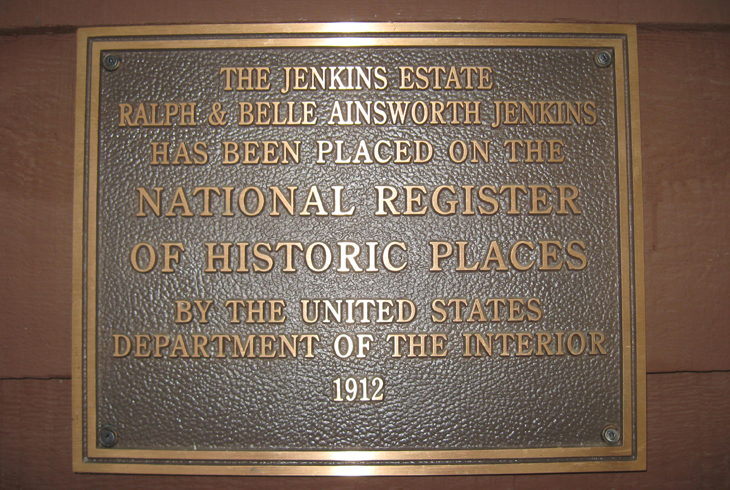 THE JENKINS ESTATE
RALPH & BELLE AINSWORTH JENKINS
HAS BEEN PLACED ON THE
NATIONAL REGISTER
OF HISTORIC PLACES
BY THE UNITED STATES
DEPARTMENT OF THE INTERIOR
1912